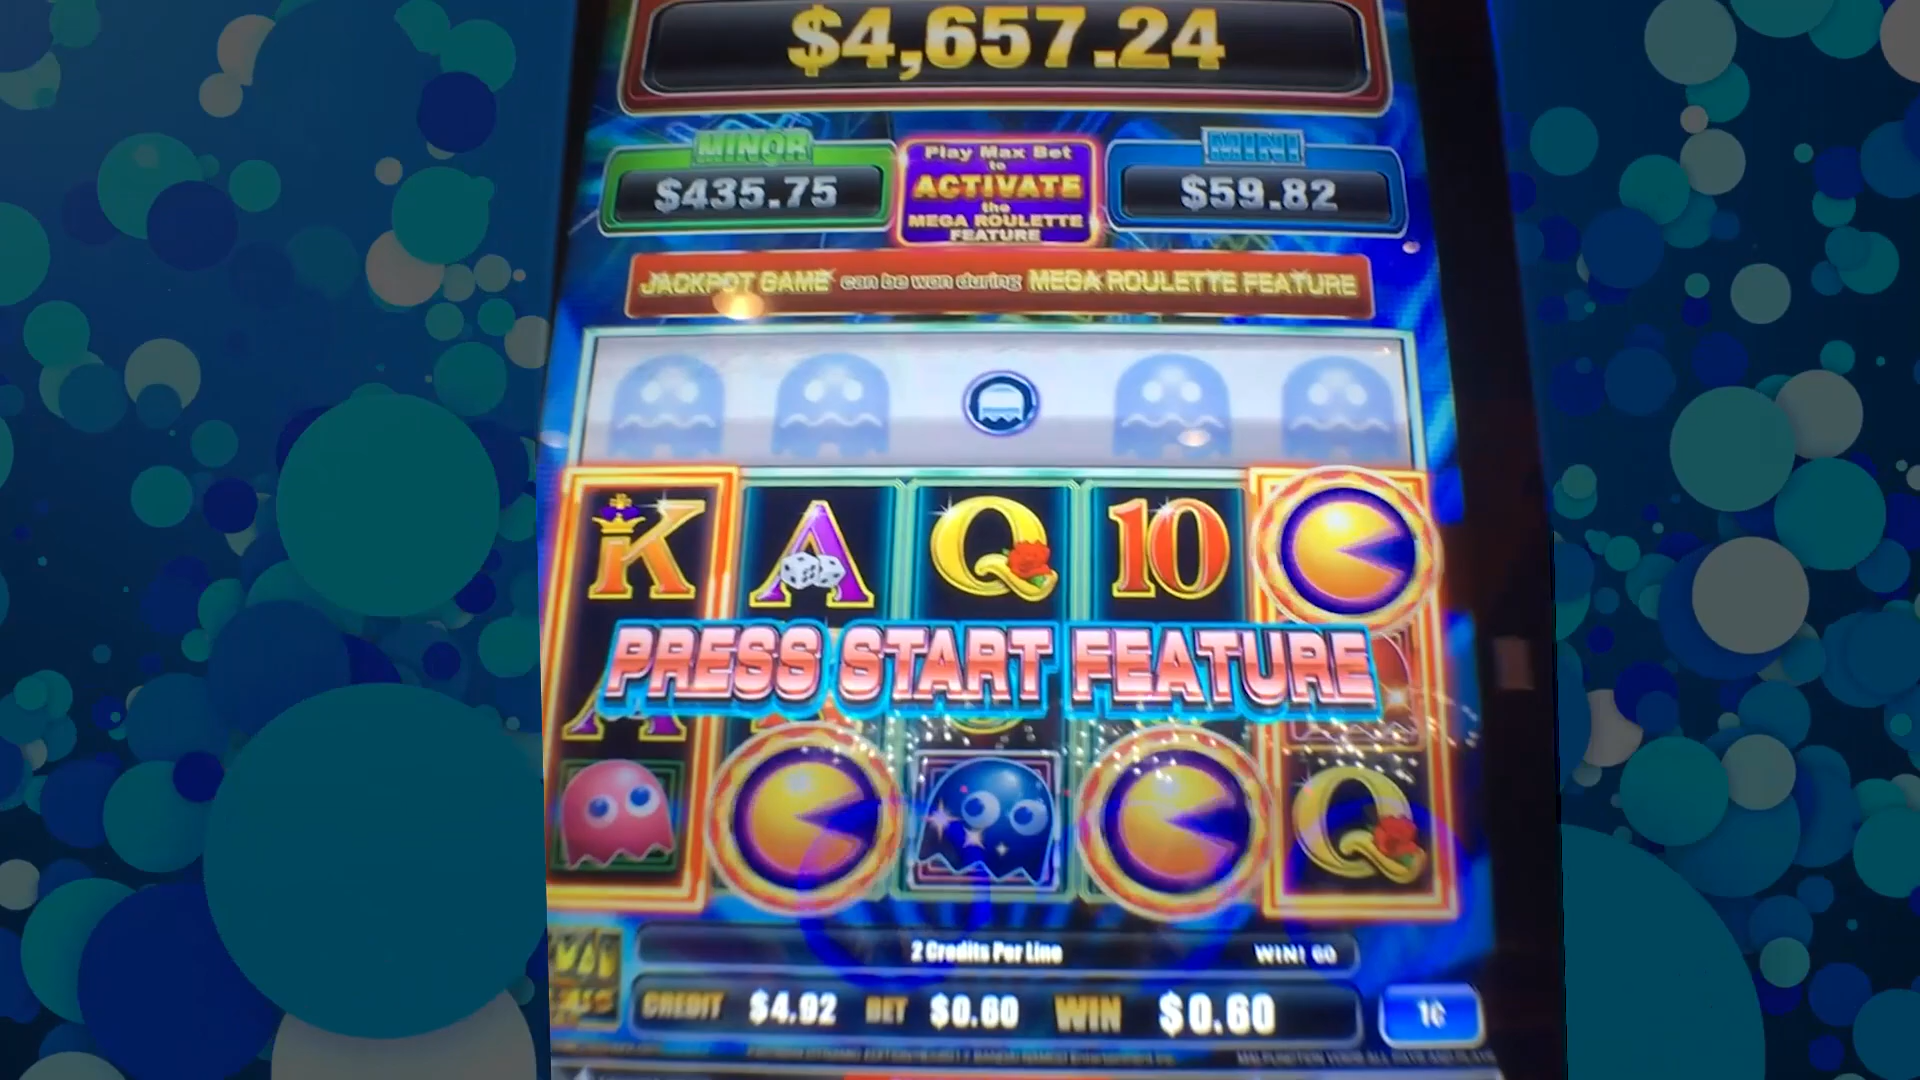 $4,657.24
MINOR
$435.75
Play Max Bet
to
ACTIVATE
the
MEGA ROULETTE
FEATURE
MINI
$59.82
JACKPOT GAME can be won during MEGA ROULETTE FEATURE
K A Q 10
PRESS START FEATURE
A
Q
2 Credits Per Line WIN! 60
CREDIT $4.92 BET $0.60 WIN $0.60 1¢